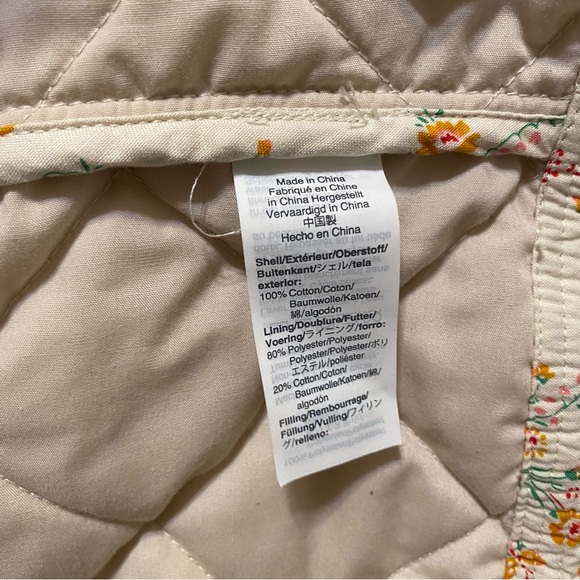 Made in China
Fabriqué en Chine
in China Hergestellt
Vervaardigd in China
中国製
Hecho en China
Shell/Extérieur/Oberstoff/
Buitenkant/シェル/tela
exterior:
100% Cotton/Coton/
Baumwolle/Katoen/
綿/algodón
Lining/Doublure/Futter/
Voering/ライニング/forro:
80% Polyester/Polyester/
Polyester/Polyester/ポリ
エステル/poliéster
20% Cotton/Coton/
Baumwolle/Katoen/綿/
algodón
Filling/Rembourrage/
Füllung/Vulling/フィリン
グ/relleno: